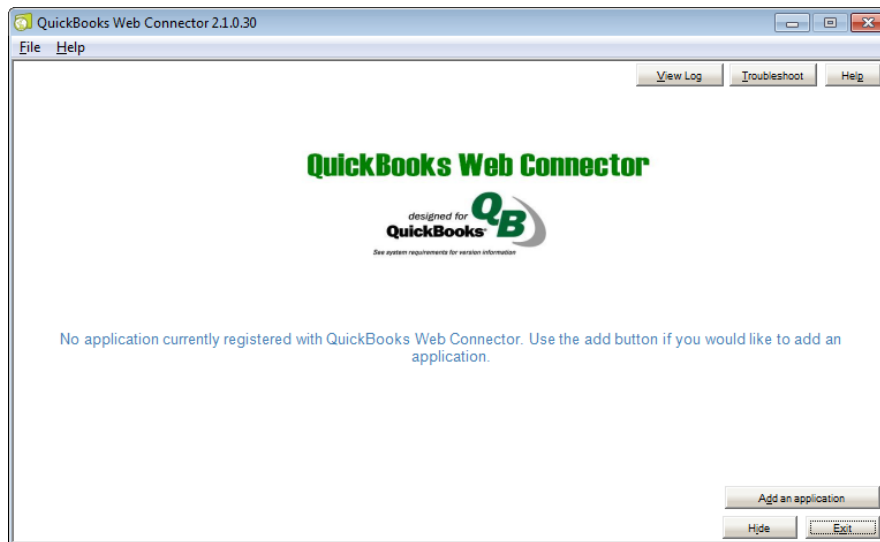 QuickBooks Web Connector 2.1.0.30
File Help
View Log Troubleshoot Help
QuickBooks Web Connector
designed for
QuickBooks
QB
See system requirements for version information
No application currently registered with QuickBooks Web Connector. Use the add button if you would like to add an
application.
Add an application
Hide Exit